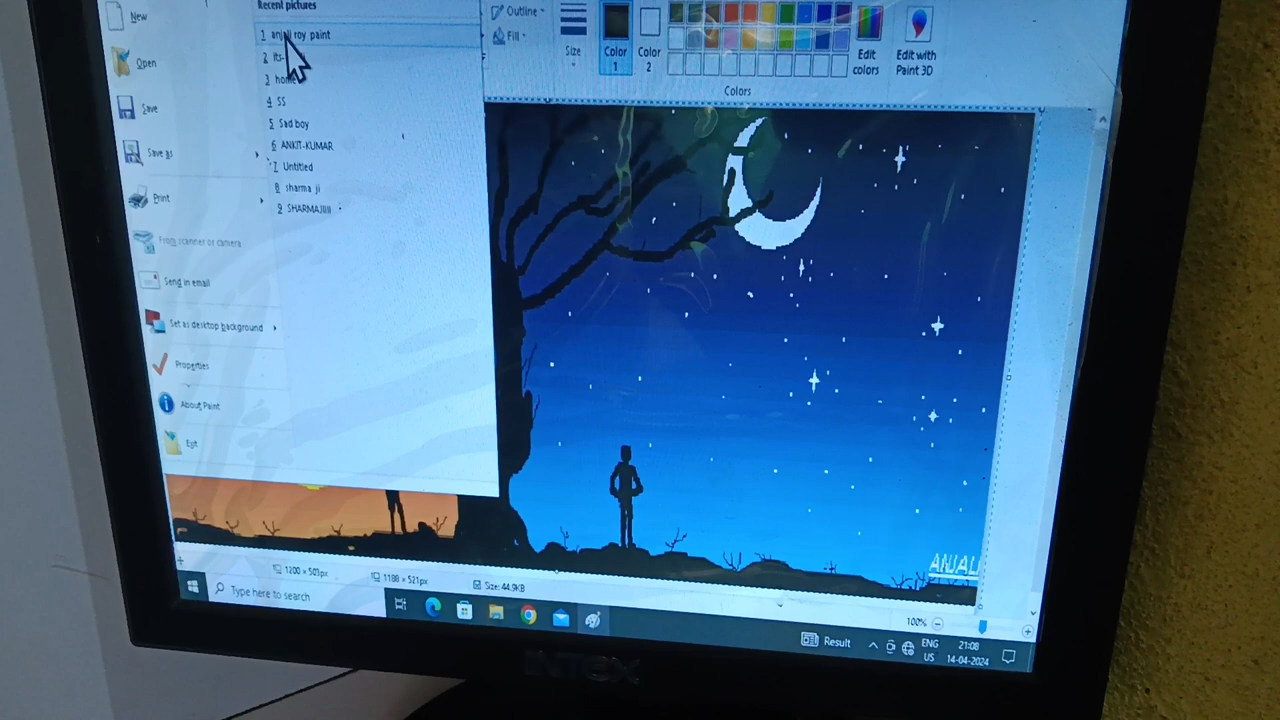 Recent pictures
New
1 anjali roy paint
Open
3 home
4 SS
Save
5 Sad boy
6 ANKIT-KUMAR
Save as
7 Untitled
8 sharma ji
Print
9 SHARMAJIIII
From scanner or camera
Send in email
Set as desktop background
Properties
About Paint
Exit
Outline
Fill
Size
Color
1
Color
2
Edit
colors
Edit with
Paint 3D
Colors
ANJALI
1200 × 503px
1188 × 521px
Size: 44.9KB
100%
Type here to search
Result
ENG
US
21:08
14-04-2024
INTEX